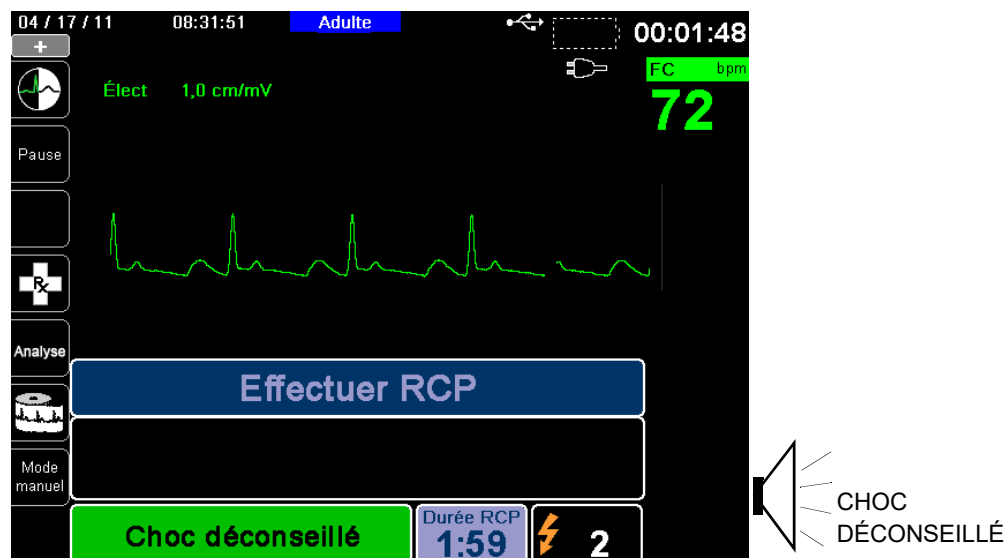 04 / 17 / 11 08:31:51 Adulte 00:01:48
+
FC bpm
72
Élect 1,0 cm/mV
Pause
Rx
Analyse
Effectuer RCP
Mode
manuel
Choc déconseillé
Durée RCP
1:59
2
CHOC
DÉCONSEILLÉ